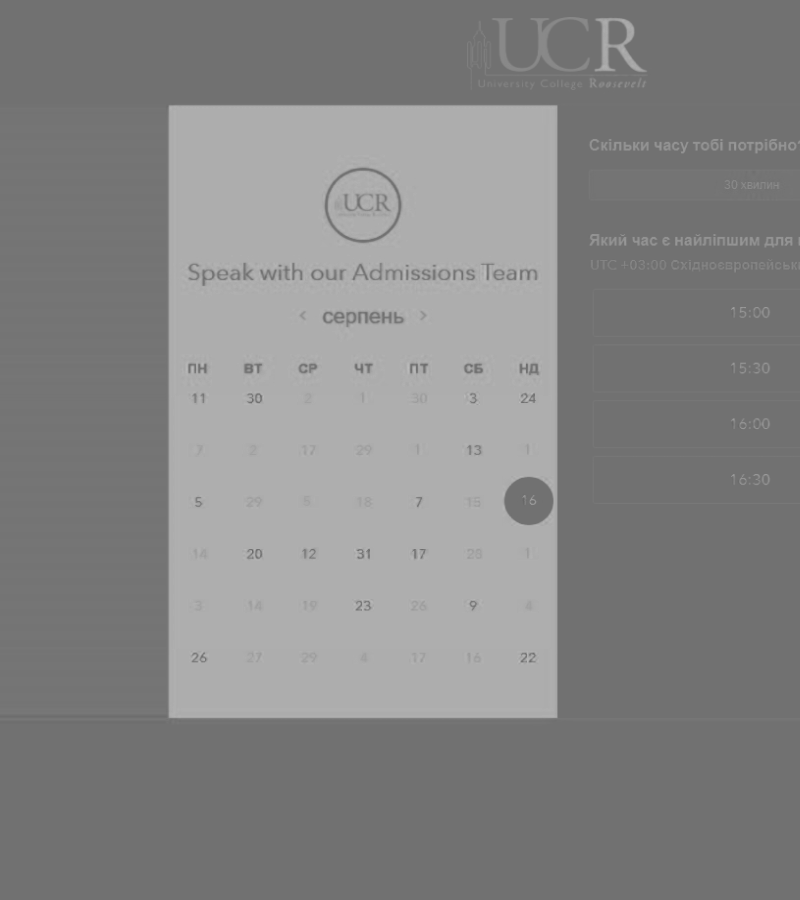 UCR
University College Roosevelt
UCR
Speak with our Admissions Team
серпень
ПН ВТ СР ЧТ ПТ СБ НД
11 30 2 1 30 3 24
7 2 17 29 1 13 1
5 29 18 7 15 16
14 20 12 31 17 28 1
3 14 19 23 26 9 4
26 27 29 17 16 22
Скільки часу тобі потрібно
30 хвилин
Який час є найліпшим для
UTC +03:00
15:00
15:30
16:00
16:30